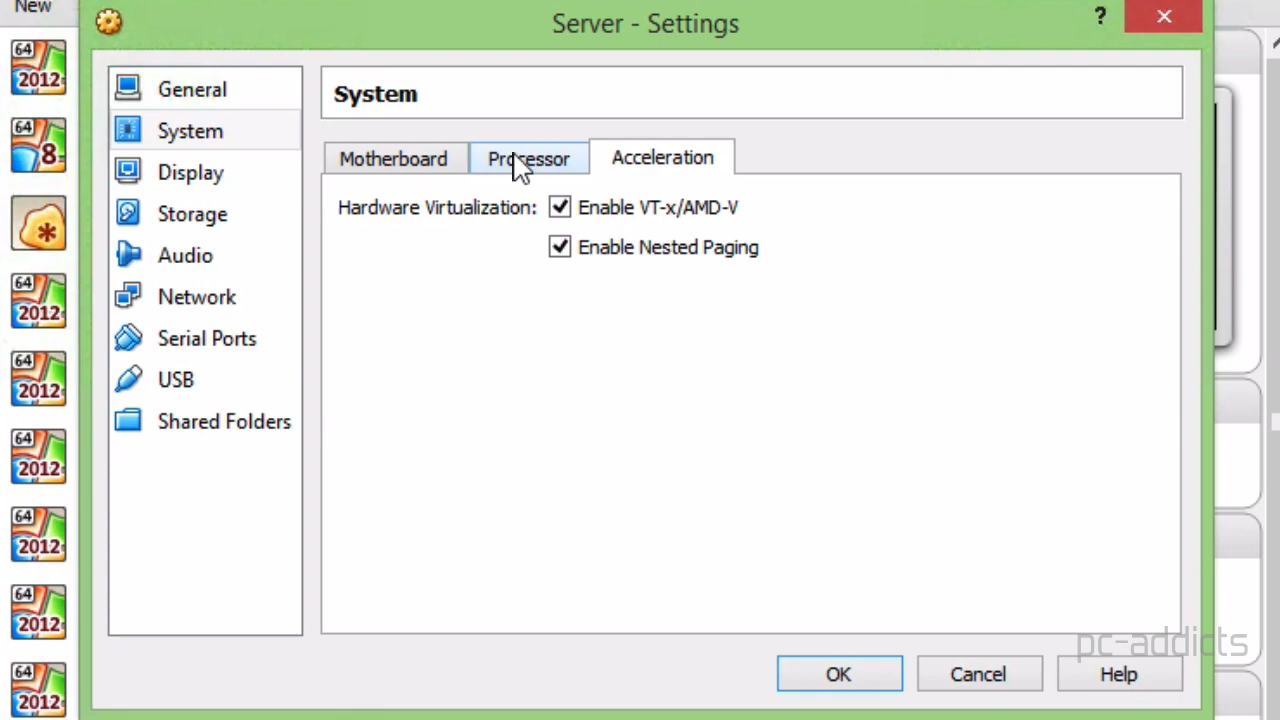 New
Server - Settings
?
64
2012
64
8
64
2012
64
2012
64
2012
64
2012
64
2012
64
2012
General
System
Display
Storage
Audio
Network
Serial Ports
USB
Shared Folders
System
Motherboard
Processor
Acceleration
Hardware Virtualization:
Enable VT-x/AMD-V
Enable Nested Paging
pc-addicts
OK
Cancel
Help